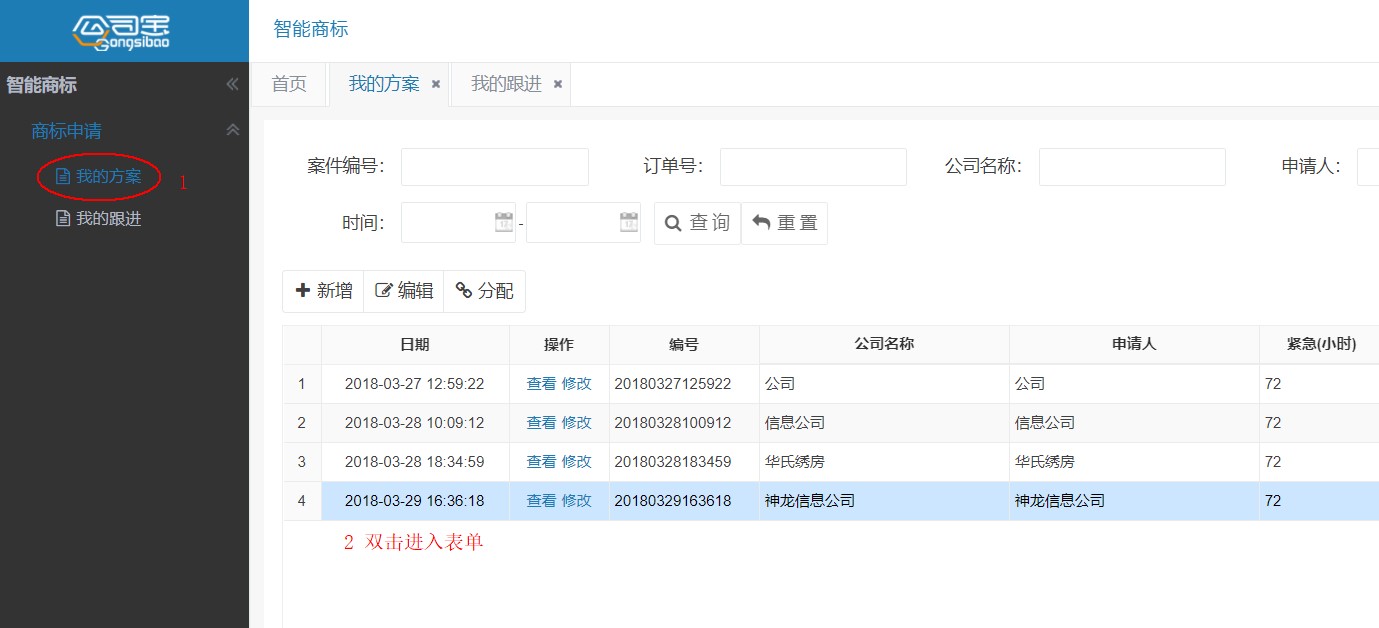 公司宝
Gongsibao
智能商标
智能商标
商标申请
我的方案 1
我的跟进
首页 我的方案 × 我的跟进 ×
案件编号： 订单号： 公司名称： 申请人：
时间： - 查询 重置
新增 编辑 分配
日期 操作 编号 公司名称 申请人 紧急(小时)
1 2018-03-27 12:59:22 查看 修改 20180327125922 公司 公司 72
2 2018-03-28 10:09:12 查看 修改 20180328100912 信息公司 信息公司 72
3 2018-03-28 18:34:59 查看 修改 20180328183459 华氏绣房 华氏绣房 72
4 2018-03-29 16:36:18 查看 修改 20180329163618 神龙信息公司 神龙信息公司 72
2 双击进入表单